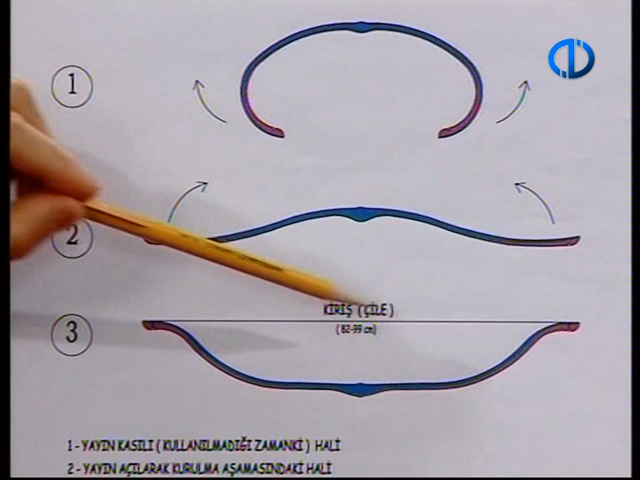 1
2
KİRİŞ ( ÇİLE )
( 82-99 cm)
3
1 - YAYIN KASILI ( KULLANILMADIĞI ZAMANKİ ) HALİ
2 - YAYIN AÇILARAK KURULMA AŞAMASINDAKİ HALİ